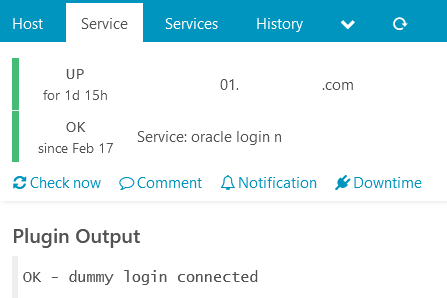 Host Service Services History
UP
for 1d 15h
01. .com
OK
since Feb 17
Service: oracle login n
Check now Comment Notification Downtime
Plugin Output
OK - dummy login connected